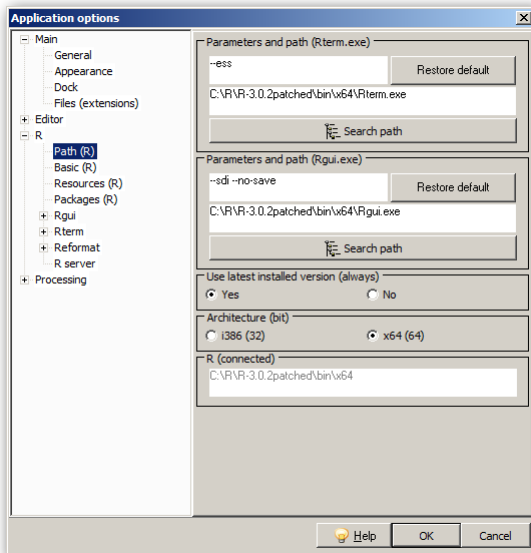 Application options
Main
General
Appearance
Dock
Files (extensions)
Editor
R
Path (R)
Basic (R)
Resources (R)
Packages (R)
Rgui
Rterm
Reformat
R server
Processing
Parameters and path (Rterm.exe)
--ess
Restore default
C:\R\R-3.0.2patched\bin\x64\Rterm.exe
Search path
Parameters and path (Rgui.exe)
--sdi --no-save
Restore default
C:\R\R-3.0.2patched\bin\x64\Rgui.exe
Search path
Use latest installed version (always)
Yes No
Architecture (bit)
i386 (32) x64 (64)
R (connected)
C:\R\R-3.0.2patched\bin\x64
Help OK Cancel